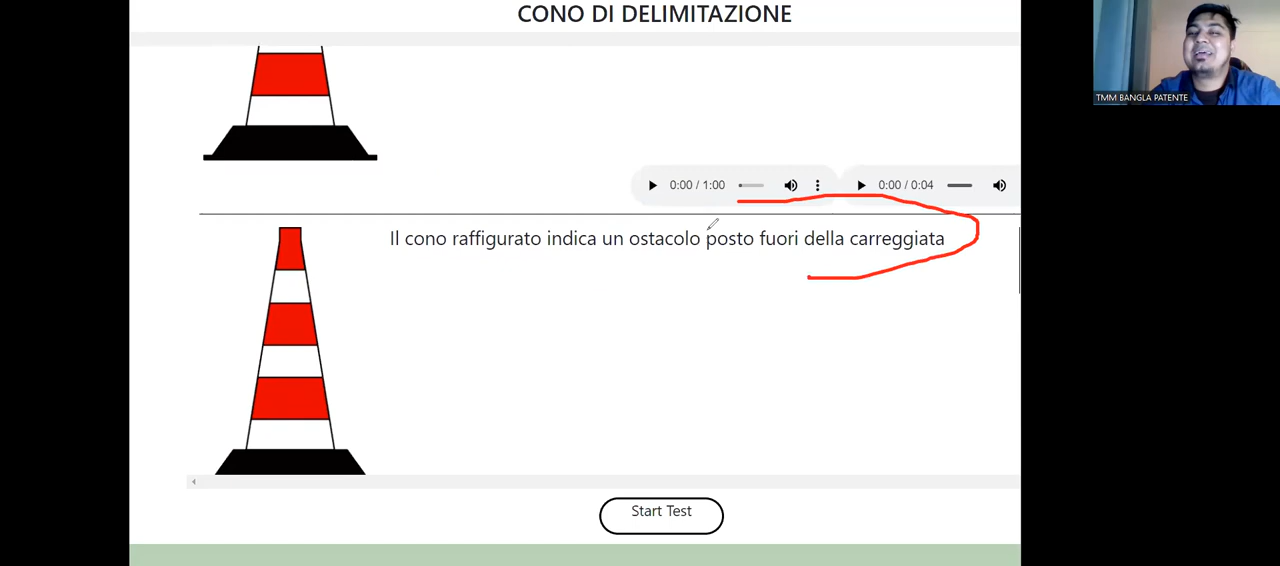 CONO DI DELIMITAZIONE
TMM BANGLA PATENTE
0:00 / 1:00
0:00 / 0:04
Il cono raffigurato indica un ostacolo posto fuori della carreggiata
Start Test